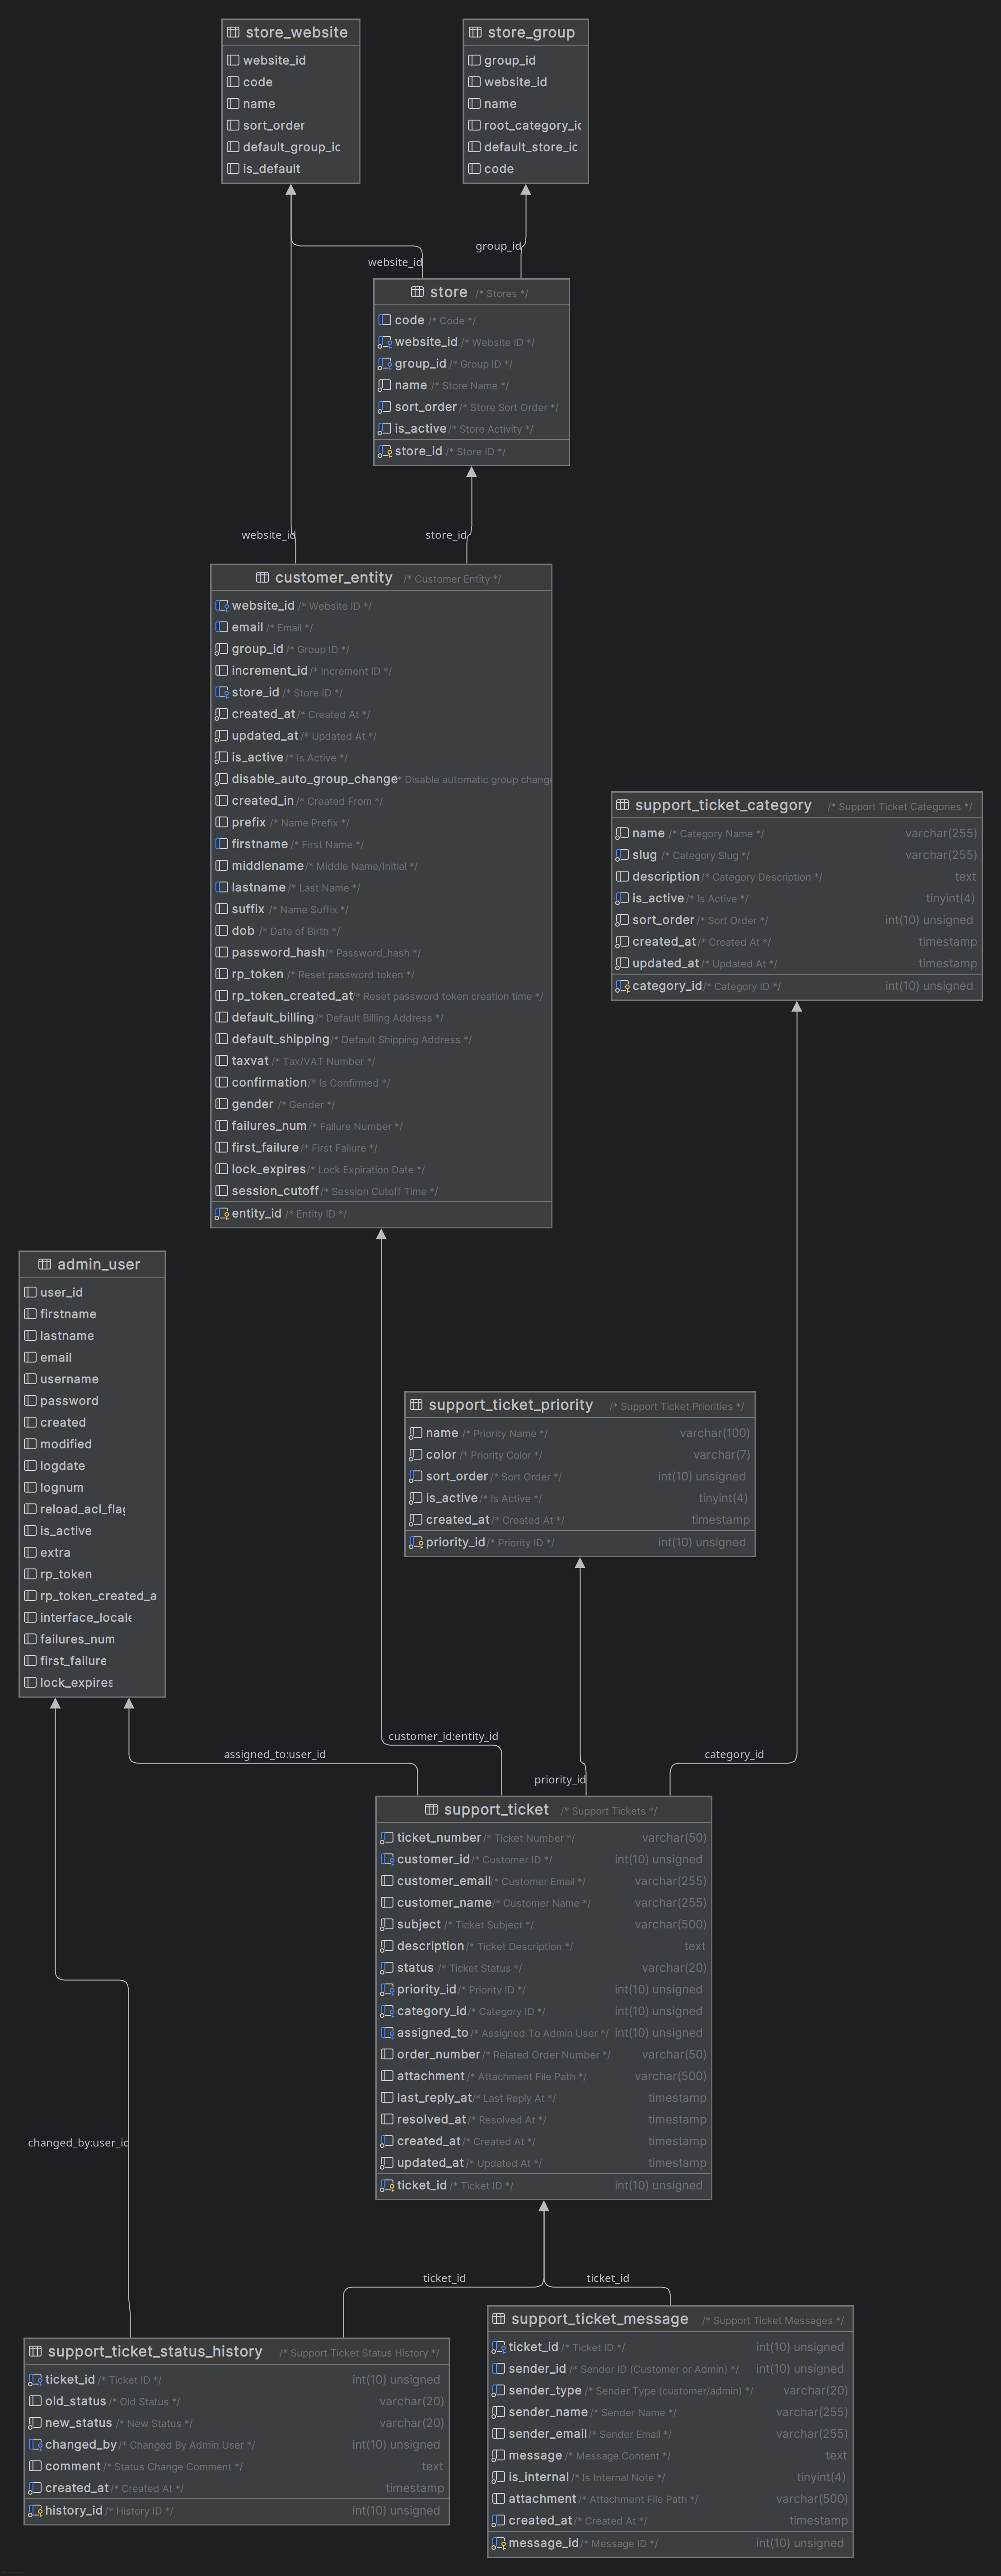 store_website
website_id
code
name
sort_order
default_group_id
is_default
store_group
group_id
website_id
name
root_category_id
default_store_id
code
website_id
group_id
store /* Stores */
code /* Code */
website_id /* Website ID */
group_id /* Group ID */
name /* Store Name */
sort_order /* Store Sort Order */
is_active /* Store Activity */
store_id /* Store ID */
website_id
store_id
customer_entity /* Customer Entity */
website_id /* Website ID */
email /* Email */
group_id /* Group ID */
increment_id /* Increment ID */
store_id /* Store ID */
created_at /* Created At */
updated_at /* Updated At */
is_active /* Is Active */
disable_auto_group_change * Disable automatic group change
created_in /* Created From */
prefix /* Name Prefix */
firstname /* First Name */
middlename /* Middle Name/Initial */
lastname /* Last Name */
suffix /* Name Suffix */
dob /* Date of Birth */
password_hash /* Password_hash */
rp_token /* Reset password token */
rp_token_created_at /* Reset password token creation time */
default_billing /* Default Billing Address */
default_shipping /* Default Shipping Address */
taxvat /* Tax/VAT Number */
confirmation /* Is Confirmed */
gender /* Gender */
failures_num /* Failure Number */
first_failure /* First Failure */
lock_expires /* Lock Expiration Date */
session_cutoff /* Session Cutoff Time */
entity_id /* Entity ID */
support_ticket_category /* Support Ticket Categories */
name /* Category Name */ varchar(255)
slug /* Category Slug */ varchar(255)
description /* Category Description */ text
is_active /* Is Active */ tinyint(4)
sort_order /* Sort Order */ int(10) unsigned
created_at /* Created At */ timestamp
updated_at /* Updated At */ timestamp
category_id /* Category ID */ int(10) unsigned
admin_user
user_id
firstname
lastname
email
username
password
created
modified
logdate
lognum
reload_acl_flag
is_active
extra
rp_token
rp_token_created_a
interface_locale
failures_num
first_failure
lock_expires
support_ticket_priority /* Support Ticket Priorities */
name /* Priority Name */ varchar(100)
color /* Priority Color */ varchar(7)
sort_order /* Sort Order */ int(10) unsigned
is_active /* Is Active */ tinyint(4)
created_at /* Created At */ timestamp
priority_id /* Priority ID */ int(10) unsigned
customer_id:entity_id
assigned_to:user_id
category_id
priority_id
support_ticket /* Support Tickets */
ticket_number /* Ticket Number */ varchar(50)
customer_id /* Customer ID */ int(10) unsigned
customer_email /* Customer Email */ varchar(255)
customer_name /* Customer Name */ varchar(255)
subject /* Ticket Subject */ varchar(500)
description /* Ticket Description */ text
status /* Ticket Status */ varchar(20)
priority_id /* Priority ID */ int(10) unsigned
category_id /* Category ID */ int(10) unsigned
assigned_to /* Assigned To Admin User */ int(10) unsigned
order_number /* Related Order Number */ varchar(50)
attachment /* Attachment File Path */ varchar(500)
last_reply_at /* Last Reply At */ timestamp
resolved_at /* Resolved At */ timestamp
created_at /* Created At */ timestamp
updated_at /* Updated At */ timestamp
ticket_id /* Ticket ID */ int(10) unsigned
changed_by:user_id
ticket_id
ticket_id
support_ticket_status_history /* Support Ticket Status History */
ticket_id /* Ticket ID */ int(10) unsigned
old_status /* Old Status */ varchar(20)
new_status /* New Status */ varchar(20)
changed_by /* Changed By Admin User */ int(10) unsigned
comment /* Status Change Comment */ text
created_at /* Created At */ timestamp
history_id /* History ID */ int(10) unsigned
support_ticket_message /* Support Ticket Messages */
ticket_id /* Ticket ID */ int(10) unsigned
sender_id /* Sender ID (Customer or Admin) */ int(10) unsigned
sender_type /* Sender Type (customer/admin) */ varchar(20)
sender_name /* Sender Name */ varchar(255)
sender_email /* Sender Email */ varchar(255)
message /* Message Content */ text
is_internal /* Is Internal Note */ tinyint(4)
attachment /* Attachment File Path */ varchar(500)
created_at /* Created At */ timestamp
message_id /* Message ID */ int(10) unsigned